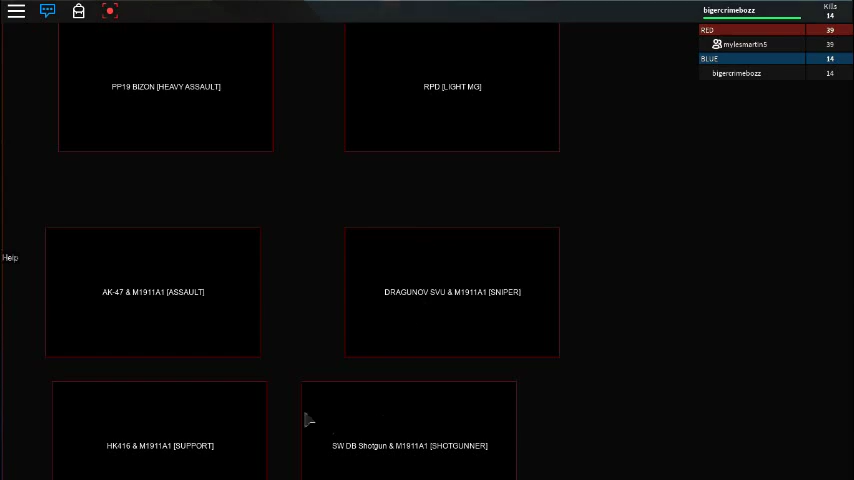 bigercrimebozz
Kills
14
RED 39
mylesmartin5 39
BLUE 14
bigercrimebozz 14
PP19 BIZON [HEAVY ASSAULT]
RPD [LIGHT MG]
Help
AK-47 & M1911A1 [ASSAULT]
DRAGUNOV SVU & M1911A1 [SNIPER]
HK416 & M1911A1 [SUPPORT]
SW DB Shotgun & M1911A1 [SHOTGUNNER]